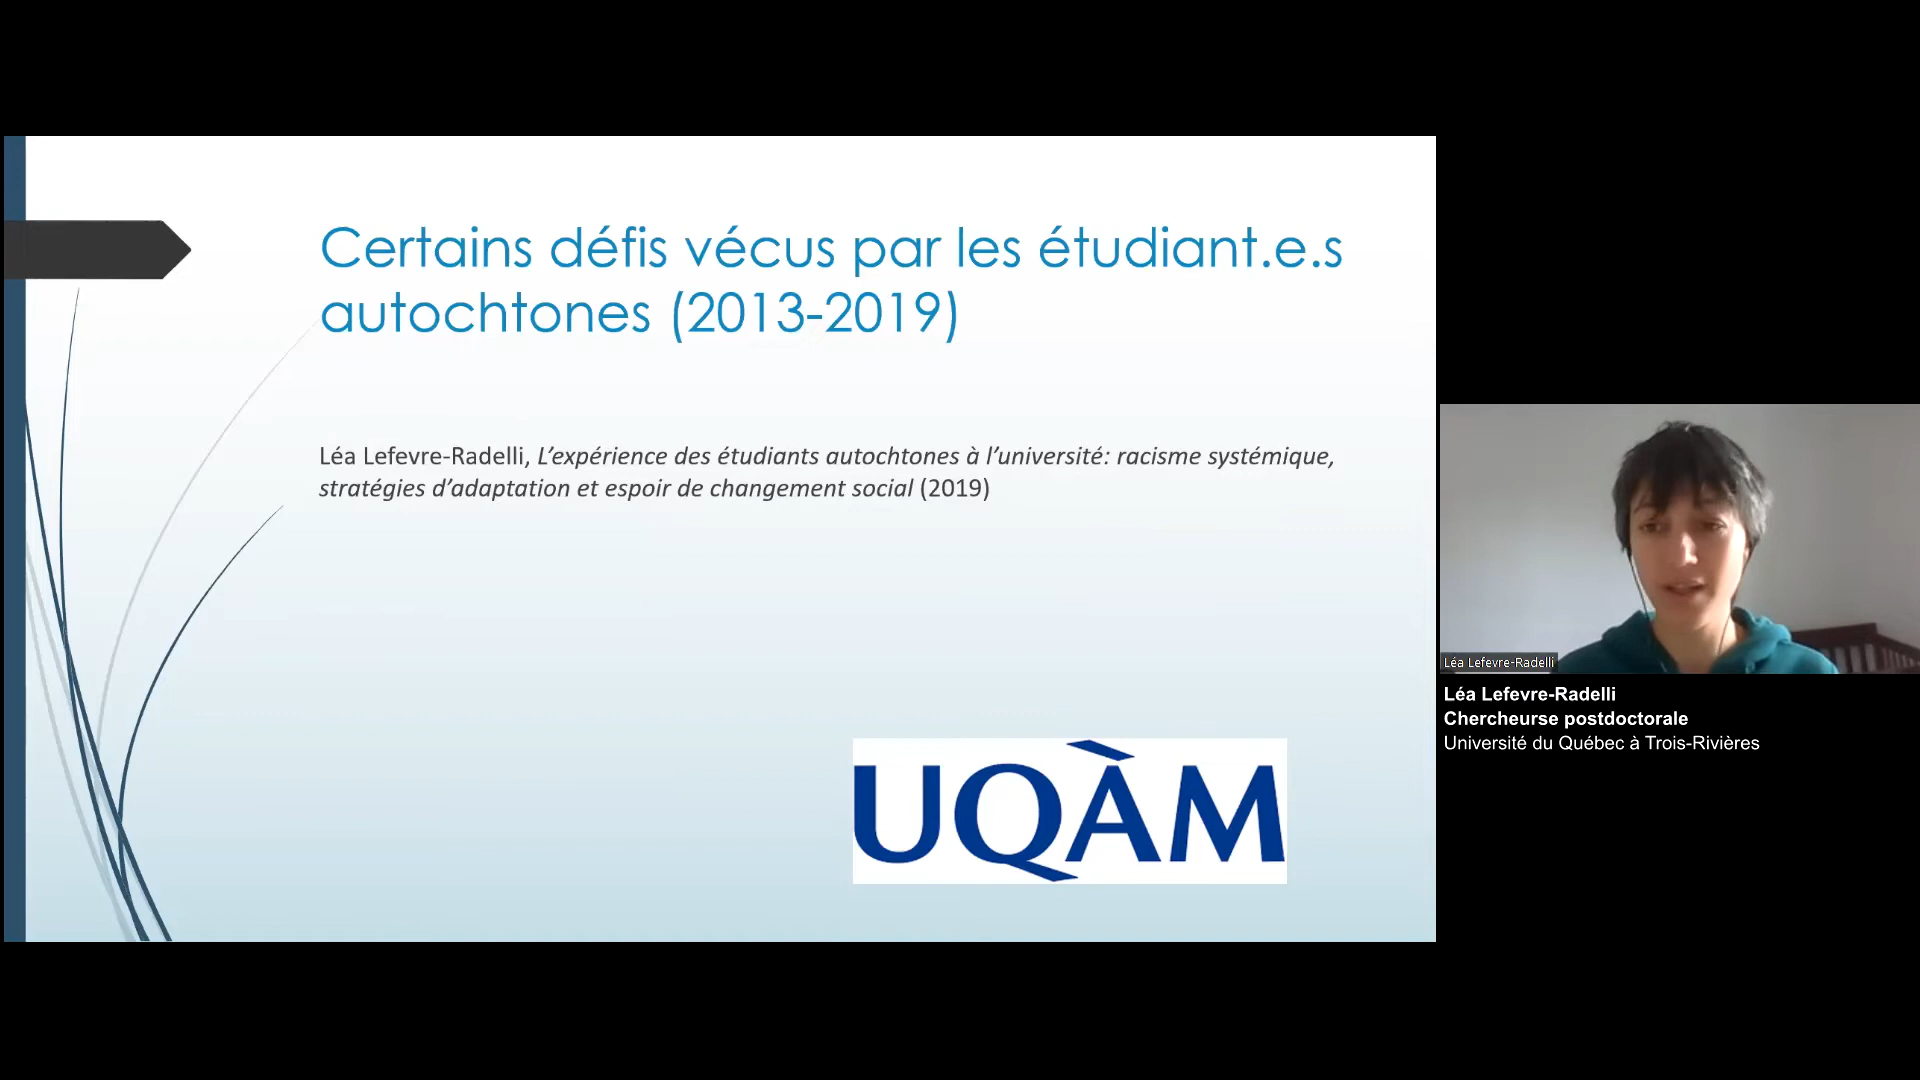 Certains défis vécus par les étudiant.e.s
autochtones (2013-2019)
Léa Lefevre-Radelli, L’expérience des étudiants autochtones à l’université: racisme systémique,
stratégies d’adaptation et espoir de changement social (2019)
UQÀM
Léa Lefevre-Radelli
Léa Lefevre-Radelli
Chercheurse postdoctorale
Université du Québec à Trois-Rivières